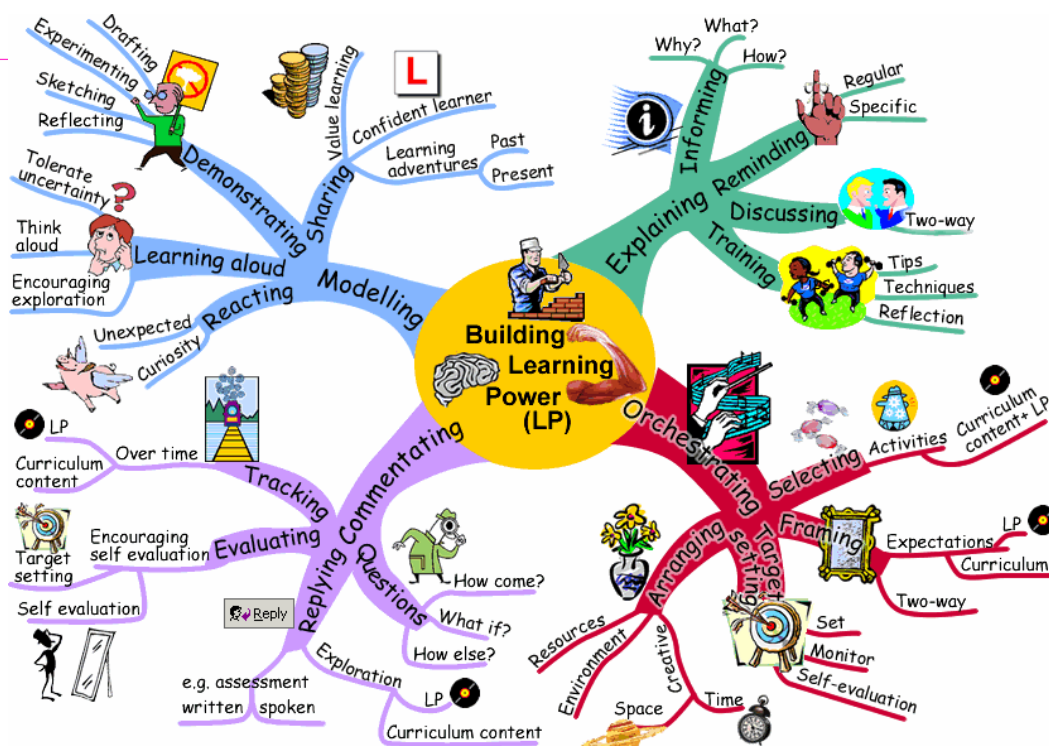 Building
Learning
Power
(LP)
Modelling
Demonstrating
Drafting
Experimenting
Sketching
Reflecting
Sharing
Value learning
L
Confident learner
Learning
adventures
Past
Present
Learning aloud
Tolerate
uncertainty
?
Think
aloud
Encouraging
exploration
Reacting
Unexpected
Curiosity
Explaining
Informing
Why?
What?
How?
i
Reminding
Regular
Specific
Discussing
Two-way
Training
Tips
Techniques
Reflection
Orchestrating
Selecting
Activities
Curriculum
content+ LP
Framing
Expectations
LP
Curriculum
Two-way
Target
setting
Set
Monitor
Self-evaluation
Arranging
Resources
Environment
Creative
Space
Time
Commentating
Tracking
Over time
LP
Curriculum
content
Evaluating
Encouraging
self evaluation
Target
setting
Self evaluation
Replying
Reply
e.g. assessment
written
spoken
Exploration
LP
Curriculum content
Questions
How come?
What if?
How else?